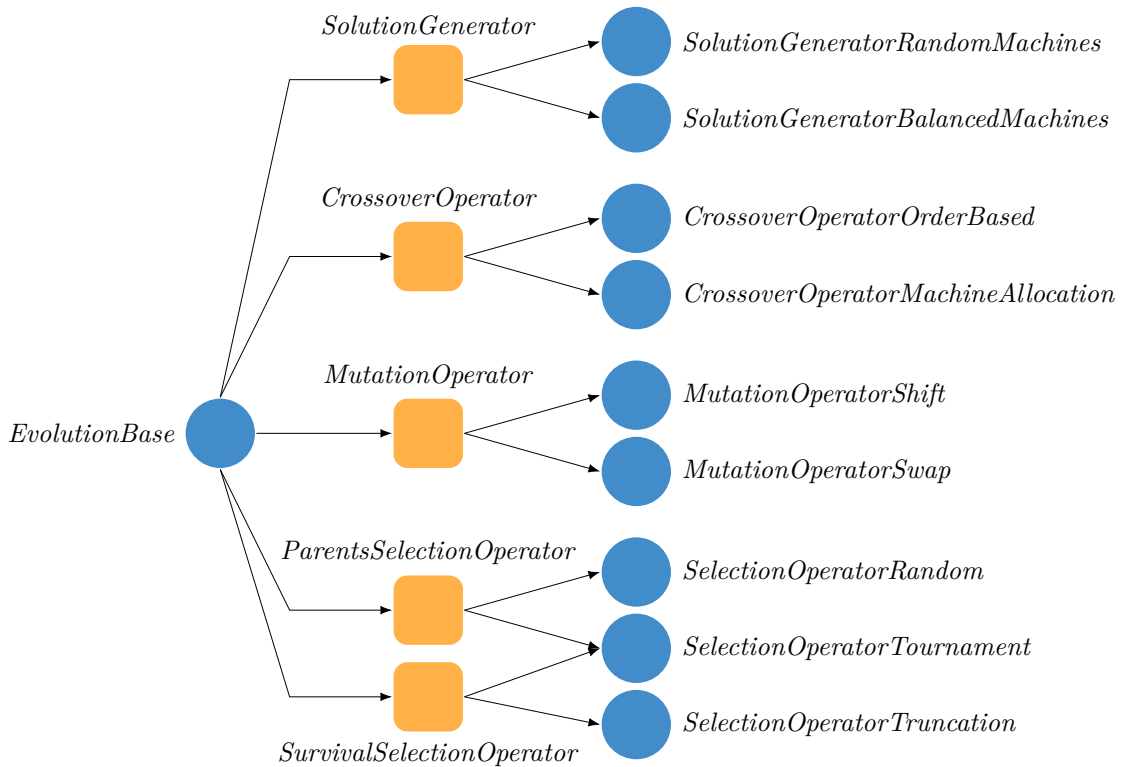 SolutionGenerator
SolutionGeneratorRandomMachines
SolutionGeneratorBalancedMachines
CrossoverOperator
CrossoverOperatorOrderBased
CrossoverOperatorMachineAllocation
MutationOperator
MutationOperatorShift
EvolutionBase
MutationOperatorSwap
ParentsSelectionOperator
SelectionOperatorRandom
SelectionOperatorTournament
SelectionOperatorTruncation
SurvivalSelectionOperator